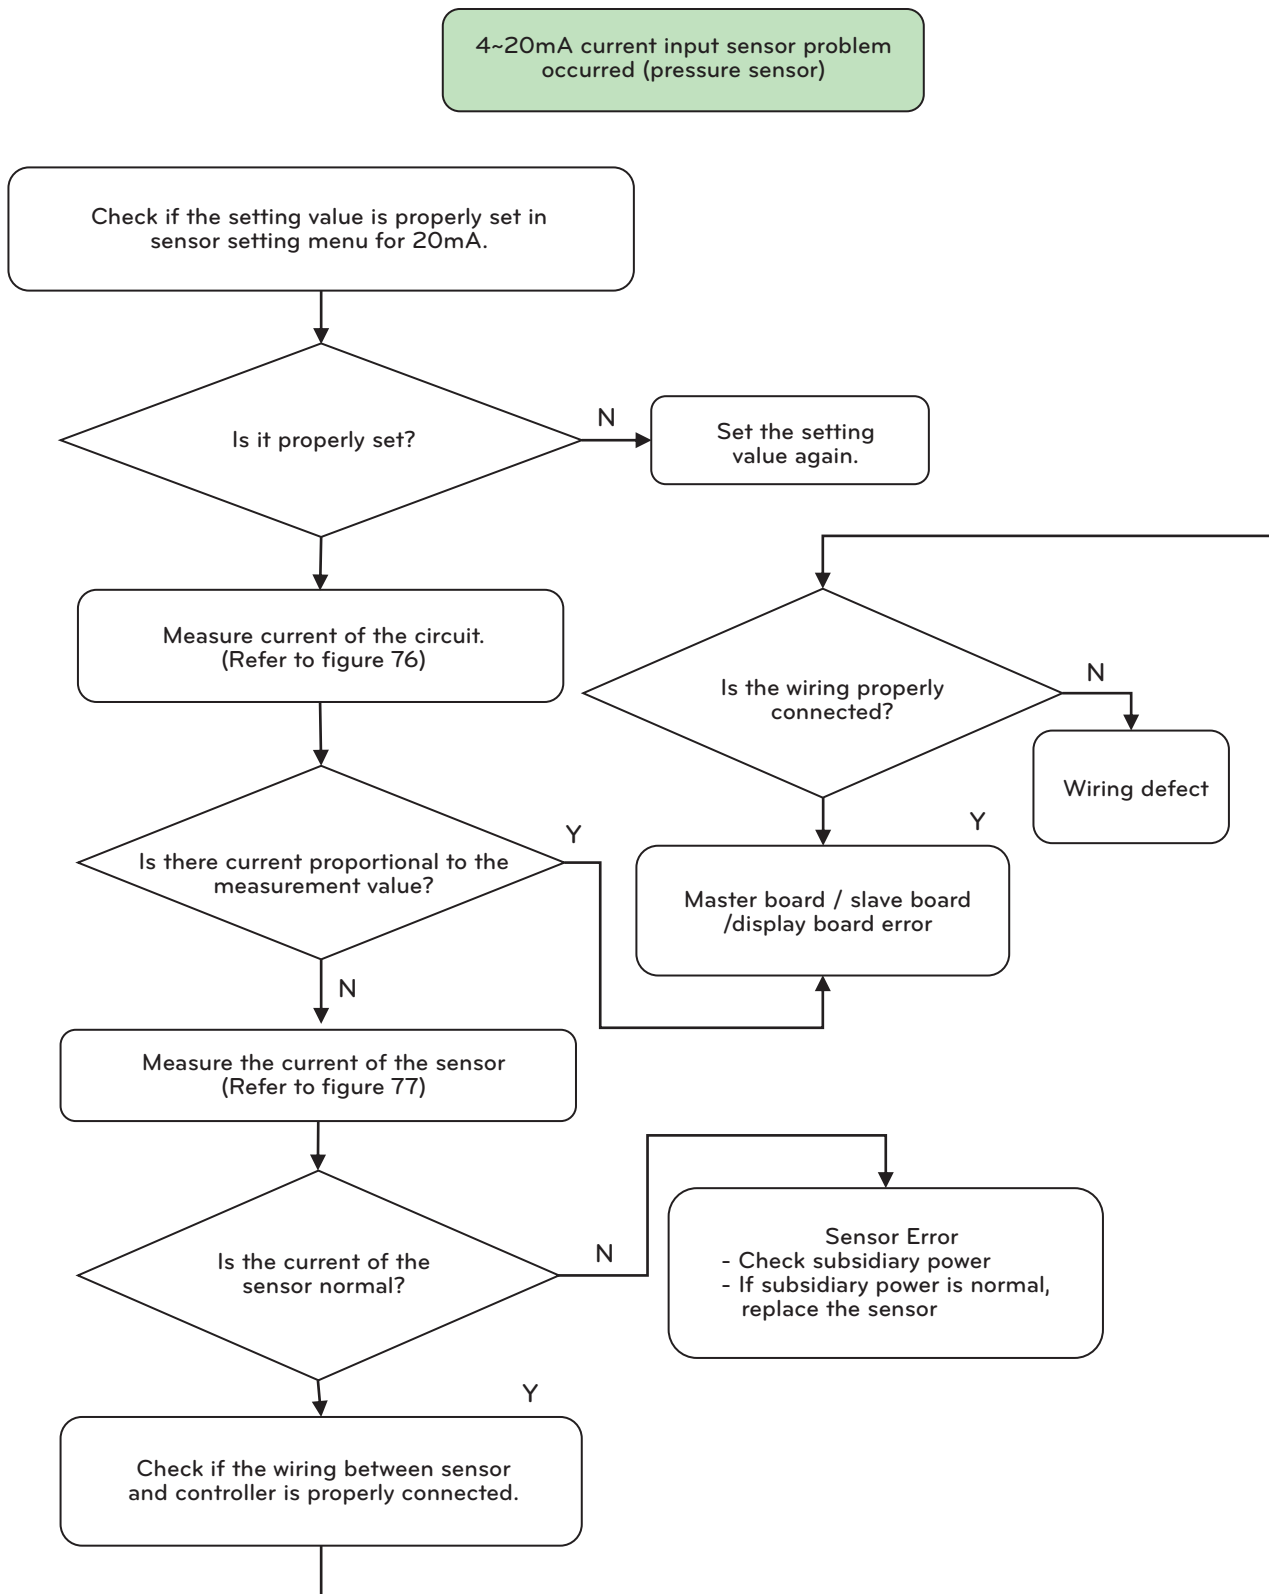 4~20mA current input sensor problem
occurred (pressure sensor)
Check if the setting value is properly set in
sensor setting menu for 20mA.
Is it properly set?
N
Set the setting
value again.
Measure current of the circuit.
(Refer to figure 76)
Is the wiring properly
connected?
N
Wiring defect
Y
Is there current proportional to the
measurement value?
Y
Master board / slave board
/display board error
N
Measure the current of the sensor
(Refer to figure 77)
Is the current of the
sensor normal?
N
Sensor Error
- Check subsidiary power
- If subsidiary power is normal,
replace the sensor
Y
Check if the wiring between sensor
and controller is properly connected.